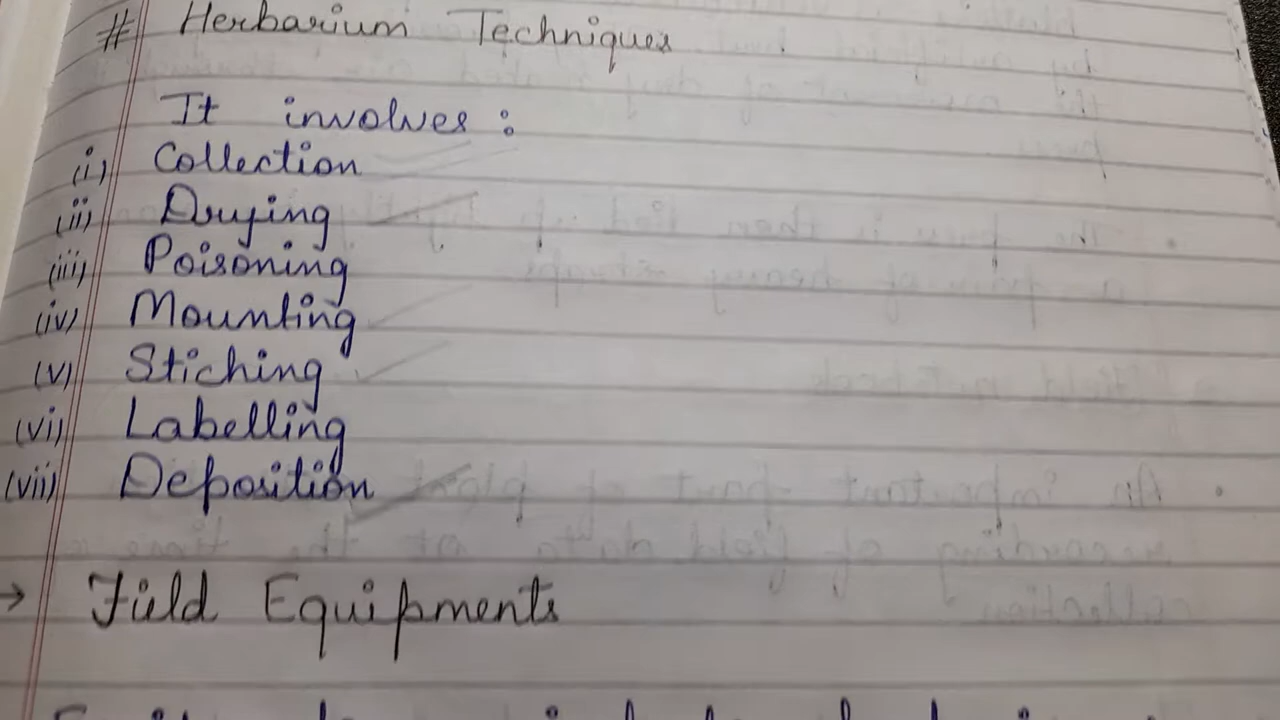 # Herbarium Techniques
It involves :
(i) Collection
(ii) Drying
(iii) Poisoning
(iv) Mounting
(v) Stiching
(vi) Labelling
(vii) Deposition
→ Field Equipments